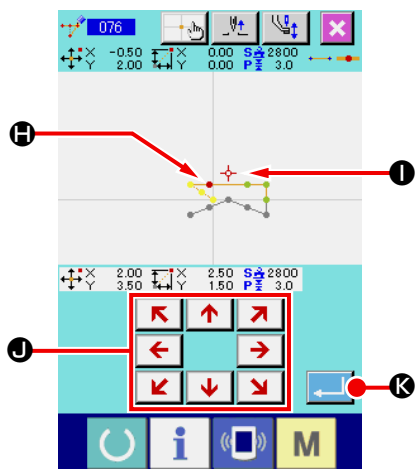 076
X -0.50 X 0.00 S 2800
Y 2.00 Y 0.00 P 3.0
H
I
X 2.00 X 2.50 S 2800
Y 3.50 Y 1.50 P 3.0
J
K
i M